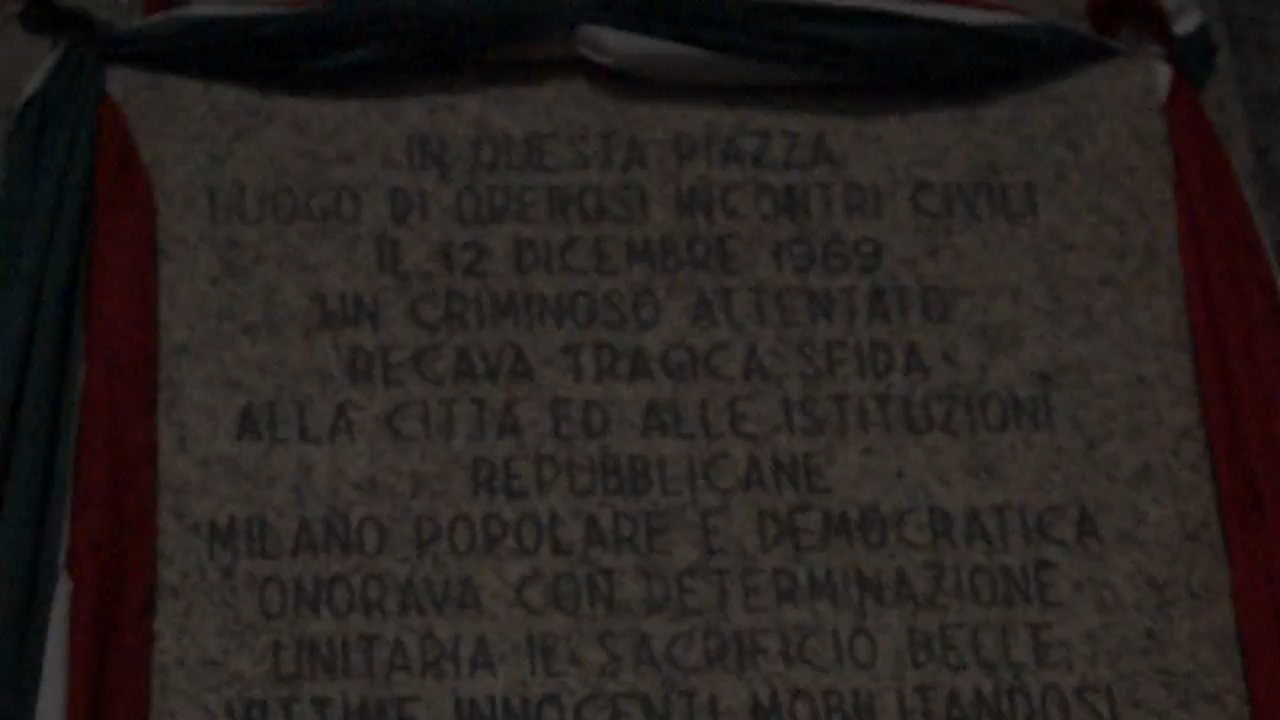 IN QUESTA PIAZZA
LUOGO DI OPEROSI INCONTRI CIVILI
IL 12 DICEMBRE 1969
UN CRIMINOSO ATTENTATO
RECAVA TRAGICA SFIDA
ALLA CITTÀ ED ALLE ISTITUZIONI
REPUBBLICANE
MILANO POPOLARE E DEMOCRATICA
ONORAVA CON DETERMINAZIONE
UNITARIA IL SACRIFICIO DELLE
VITTIME INNOCENTI MOBILITANDOSI